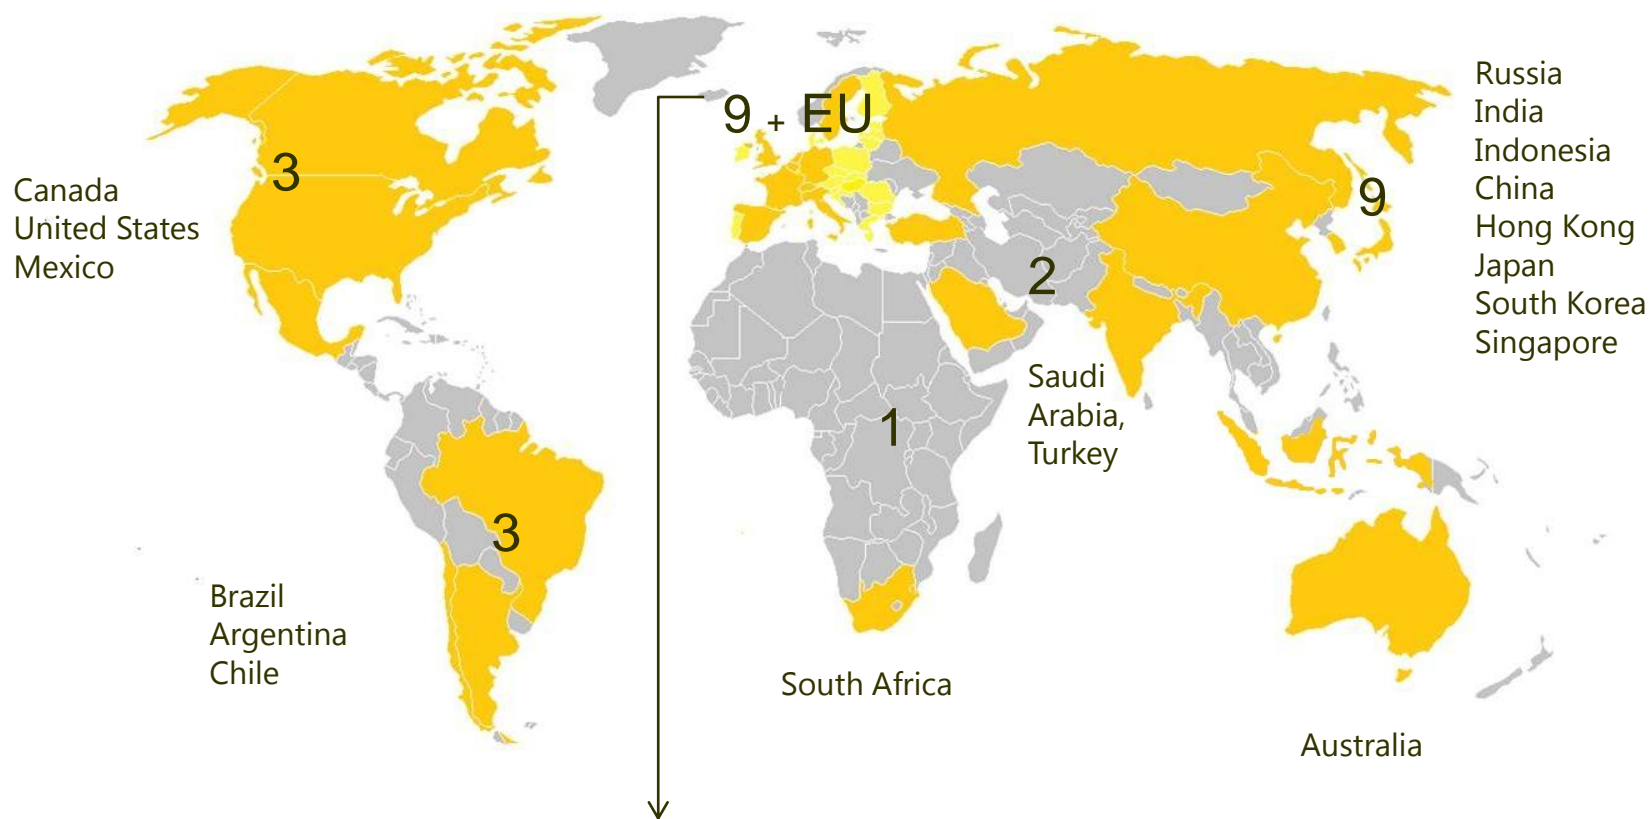 9 + EU
3
Canada
United States
Mexico
Russia
India
Indonesia
China
Hong Kong
Japan
South Korea
Singapore
9
2
Saudi
Arabia,
Turkey
1
3
Brazil
Argentina
Chile
South Africa
Australia